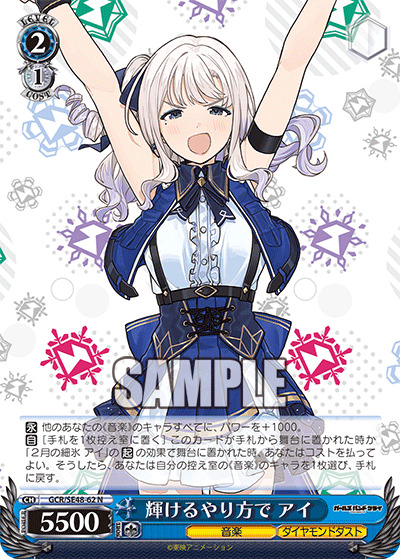 LEVEL
2
1
COST
SAMPLE
永 他のあなたの《音楽》のキャラすべてに、パワーを+1000。
自［手札を1枚控え室に置く］このカードが手札から舞台に置かれた時か
「2月の細氷 アイ」の 起 の効果で舞台に置かれた時、あなたはコストを払ってよい。そうしたら、あなたは自分の控え室の《音楽》のキャラを1枚選び、手札
に戻す。
CH
GCR/SE48-62 N
輝けるやり方で アイ
ガールズ バンド クライ
POWER
5500
音楽
ダイヤモンドダスト
©東映アニメーション